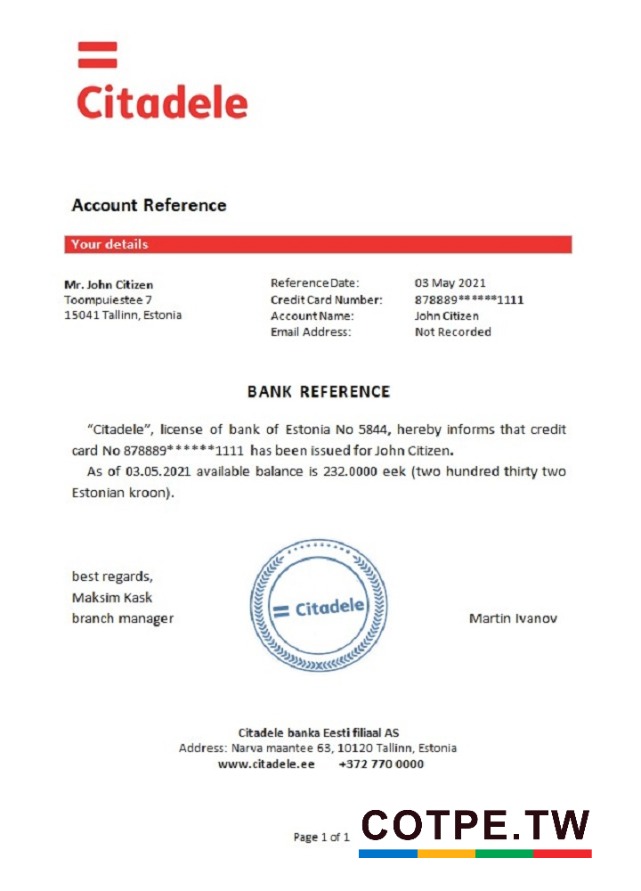 Citadele
Account Reference
Your details
Mr. John Citizen
Toompuiestee 7
15041 Tallinn, Estonia
Reference Date: 03 May 2021
Credit Card Number: 878889******1111
Account Name: John Citizen
Email Address: Not Recorded
BANK REFERENCE
“Citadele”, license of bank of Estonia No 5844, hereby informs that credit
card No 878889******1111 has been issued for John Citizen.
As of 03.05.2021 available balance is 232.0000 eek (two hundred thirty two
Estonian kroon).
best regards,
Maksim Kask
branch manager
Citadele
Martin Ivanov
Citadele banka Eesti filiaal AS
Address: Narva maantee 63, 10120 Tallinn, Estonia
www.citadele.ee +372 770 0000
Page 1 of 1
COTPE.TW